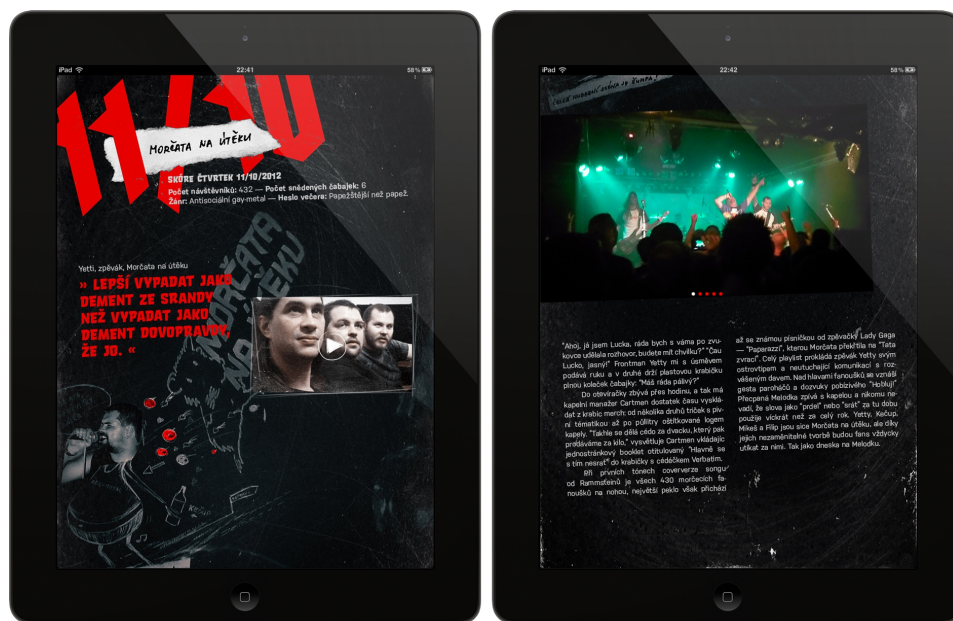 iPad
22:41
58%
11/10
MORČATA NA ÚTĚKU
SKÓRE ČTVRTEK 11/10/2012
Počet návštěvníků: 432 — Počet snědených čabajek: 6
Žánr: Antisociální gay-metal — Heslo večera: Papežštější než papež.
MORČATA
NA ÚTĚKU
Yetti, zpěvák, Morčata na útěku
» LEPŠÍ VYPADAT JAKO
DEMENT ZE SRANDY
NEŽ VYPADAT JAKO
DEMENT DOVOPRAVDY,
ŽE JO. «
iPad
22:42
58%
"Ahoj, já jsem Lucka, ráda bych s váma po zvu-
kovce udělala rozhovor, budete mít chvilku?" "Čau
Lucko, jasný!" Frontman Yetty mi s úsměvem
podává ruku a v druhé drží plastovou krabičku
plnou koleček čabajky: "Máš ráda pálivý?"
Do otevíračky zbývá přes hodinu, a tak má
kapelní manažer Cartmen dostatek času vysklá-
dat z krabic merch: od několika druhů triček s piv-
ní tématikou až po půllitry oštítkované logem
kapely. "Takhle se dělá cédo za dvacku, který pak
prodáváme za kilo," vysvětluje Cartmen vkládajíc
jednostránkový booklet otitulovaný "Hlavně se
s tím nesrat" do krabičky s cédéčkem Verbatim.
Při prvních tónech coververze songu
od Rammsteinů je všech 430 morčecích fa-
noušků na nohou, největší peklo však přichází
až se známou písničkou od zpěvačky Lady Gaga
— "Paparazzi", kterou Morčata překřtila na "Tata
zvrací". Celý playlist prokládá zpěvák Yetty svým
ostrovtipem a neutuchající komunikací s roz-
vášeným davem. Nad hlavami fanoušků se vznáší
gesta paroháčů a dozvuky pobízivého "Hobluj!"
Přecpaná Melodka zpívá s kapelou a nikomu ne-
vadí, že slova jako "prdel" nebo "srát" za tu dobu
použije víckrát než za celý rok. Yetty, Kečup,
Mikeš a Filip jsou sice Morčata na útěku, ale díky
jejich nezaměnitelné tvorbě budou fans vždycky
utíkat za nimi. Tak jako dneska na Melodku.